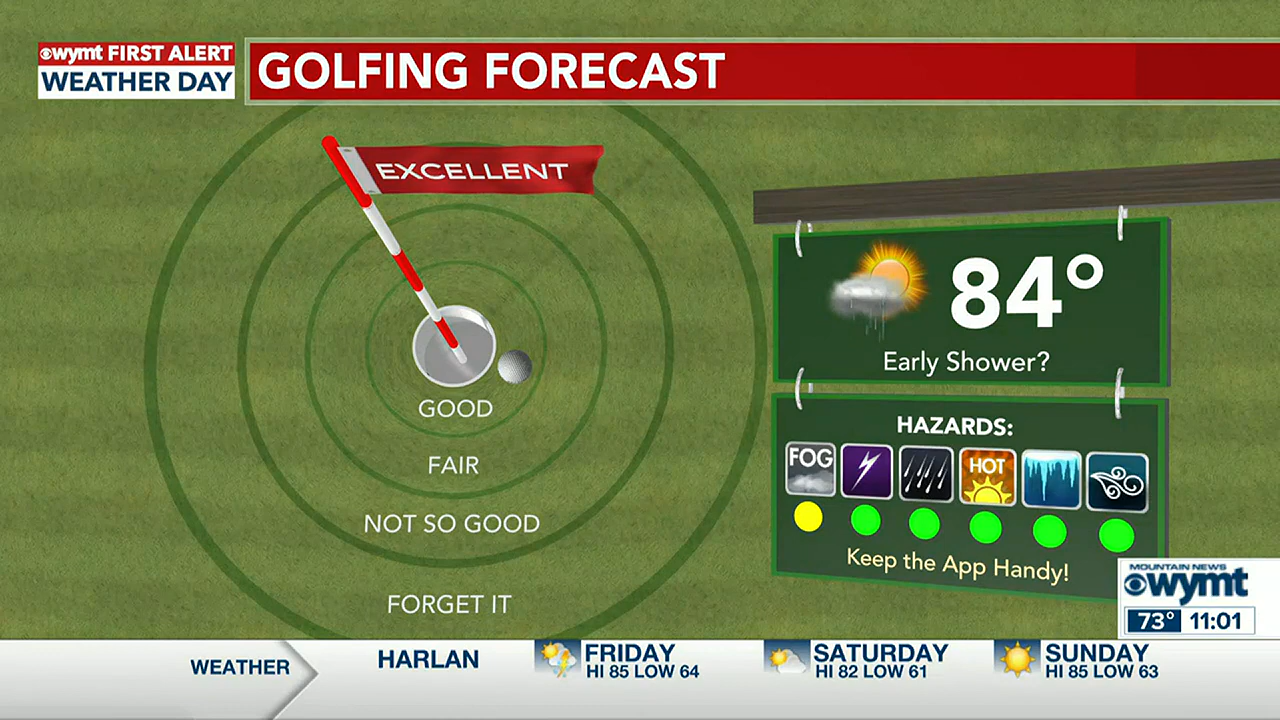 wymt FIRST ALERT
WEATHER DAY
GOLFING FORECAST
EXCELLENT
GOOD
FAIR
NOT SO GOOD
FORGET IT
84°
Early Shower?
HAZARDS:
FOG
HOT
Keep the App Handy!
MOUNTAIN NEWS
wymt
73° 11:01
WEATHER
HARLAN
FRIDAY
HI 85 LOW 64
SATURDAY
HI 82 LOW 61
SUNDAY
HI 85 LOW 63